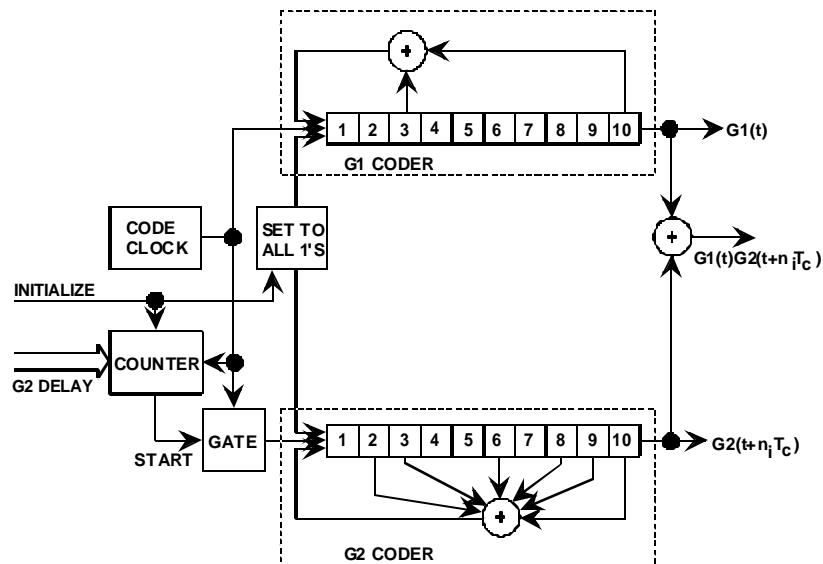 +
1 2 3 4 5 6 7 8 9 10
G1(t)
G1 CODER
CODE
CLOCK
SET TO
ALL 1'S
+
G1(t)G2(t+niTc)
INITIALIZE
COUNTER
G2 DELAY
START
GATE
1 2 3 4 5 6 7 8 9 10
G2(t+niTc)
+
G2 CODER